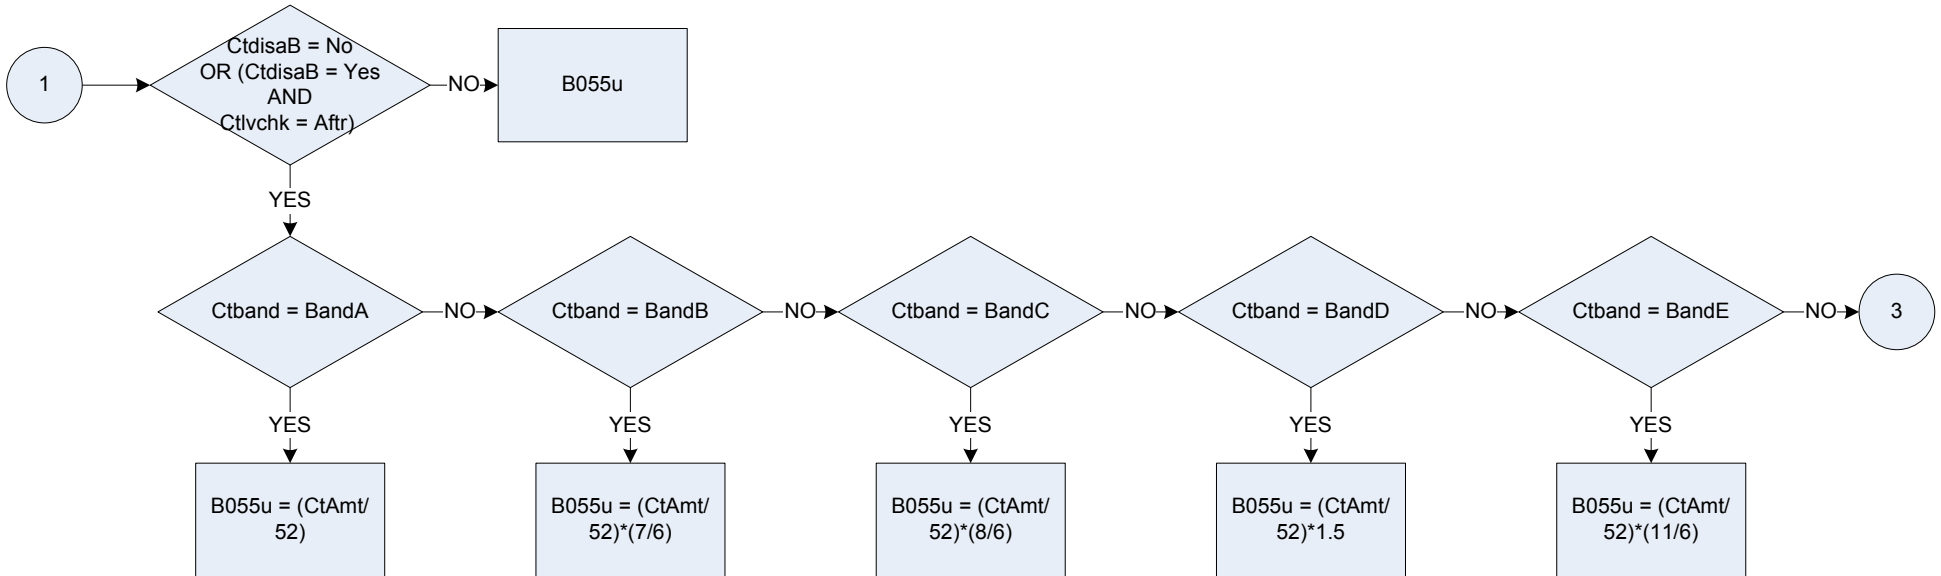 1
CtdisaB = No
OR (CtdisaB = Yes
AND
Ctlvchk = Aftr)
NO
B055u
YES
Ctband = BandA
NO
Ctband = BandB
NO
Ctband = BandC
NO
Ctband = BandD
NO
Ctband = BandE
NO
3
YES
YES
YES
YES
YES
B055u = (CtAmt/
52)
B055u = (CtAmt/
52)*(7/6)
B055u = (CtAmt/
52)*(8/6)
B055u = (CtAmt/
52)*1.5
B055u = (CtAmt/
52)*(11/6)